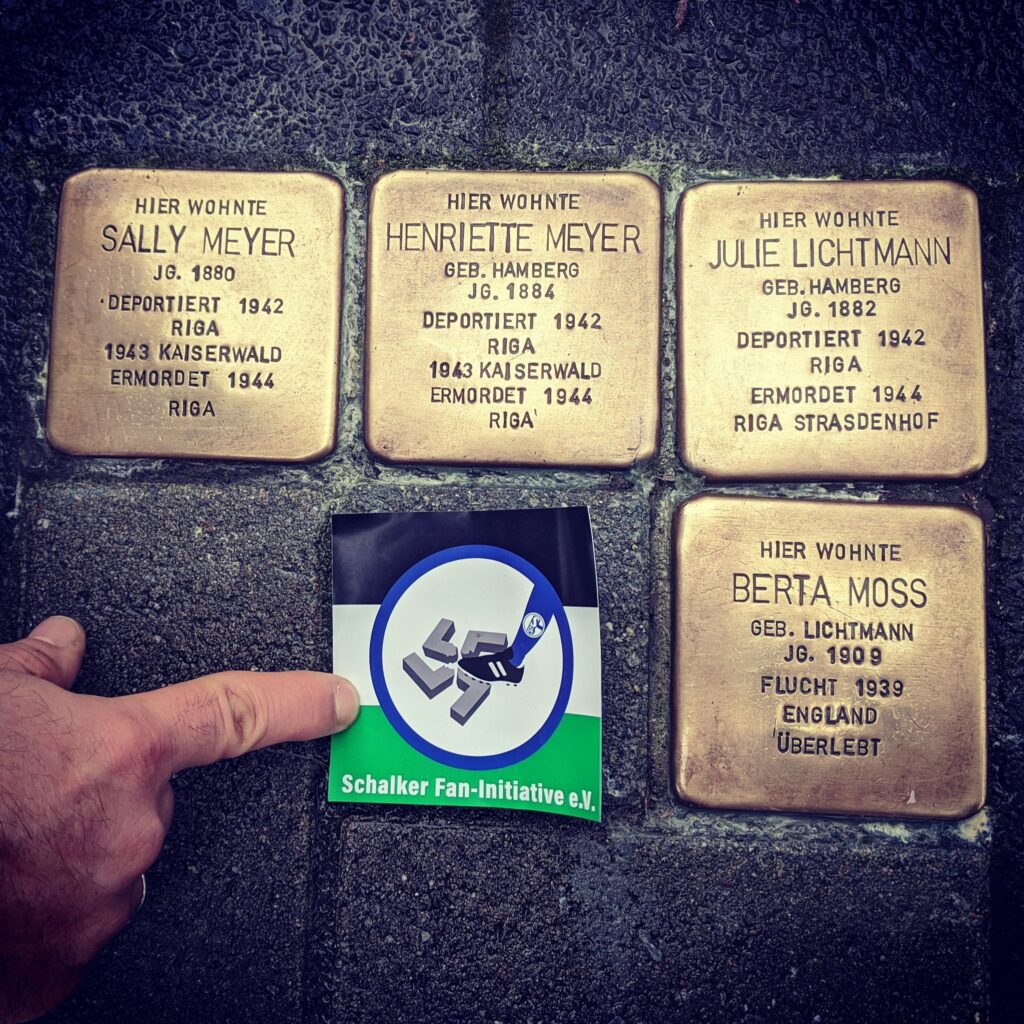 HIER WOHNTE
SALLY MEYER
JG. 1880
DEPORTIERT 1942
RIGA
1943 KAISERWALD
ERMORDET 1944
RIGA
HIER WOHNTE
HENRIETTE MEYER
GEB. HAMBERG
JG. 1884
DEPORTIERT 1942
RIGA
1943 KAISERWALD
ERMORDET 1944
RIGA
HIER WOHNTE
JULIE LICHTMANN
GEB. HAMBERG
JG. 1882
DEPORTIERT 1942
RIGA
ERMORDET 1944
RIGA STRASDENHOF
Schalker Fan-Initiative e.V.
HIER WOHNTE
BERTA MOSS
GEB. LICHTMANN
JG. 1909
FLUCHT 1939
ENGLAND
ÜBERLEBT